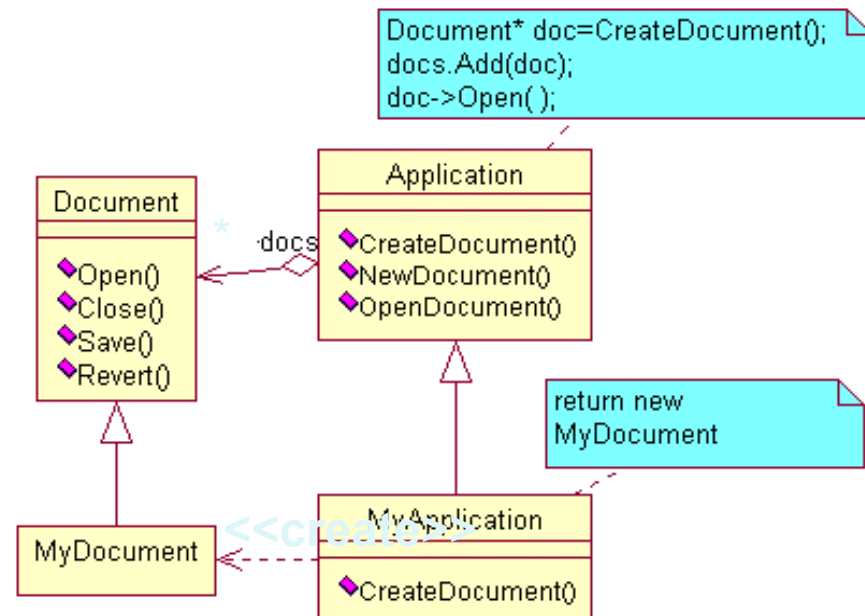 Document* doc=CreateDocument();
docs.Add(doc);
doc->Open( );
Application
CreateDocument()
NewDocument()
OpenDocument()
Document
Open()
Close()
Save()
Revert()
*
docs
return new
MyDocument
MyApplication
CreateDocument()
<<create>>
MyDocument